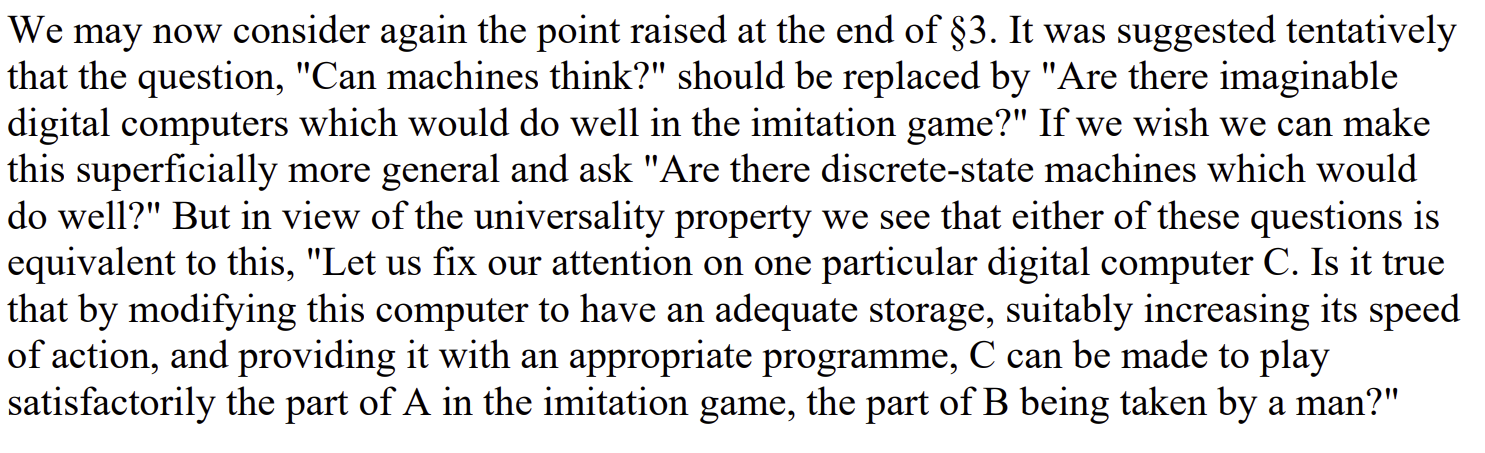 We may now consider again the point raised at the end of §3. It was suggested tentatively
that the question, "Can machines think?" should be replaced by "Are there imaginable
digital computers which would do well in the imitation game?" If we wish we can make
this superficially more general and ask "Are there discrete-state machines which would
do well?" But in view of the universality property we see that either of these questions is
equivalent to this, "Let us fix our attention on one particular digital computer C. Is it true
that by modifying this computer to have an adequate storage, suitably increasing its speed
of action, and providing it with an appropriate programme, C can be made to play
satisfactorily the part of A in the imitation game, the part of B being taken by a man?"